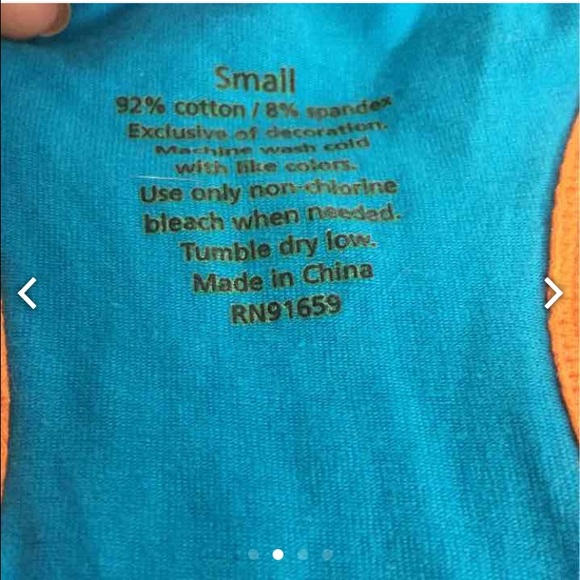 Small
92% cotton / 8% spandex
Exclusive of decoration.
Machine wash cold
with like colors.
Use only non-chlorine
bleach when needed.
Tumble dry low.
Made in China
RN91659